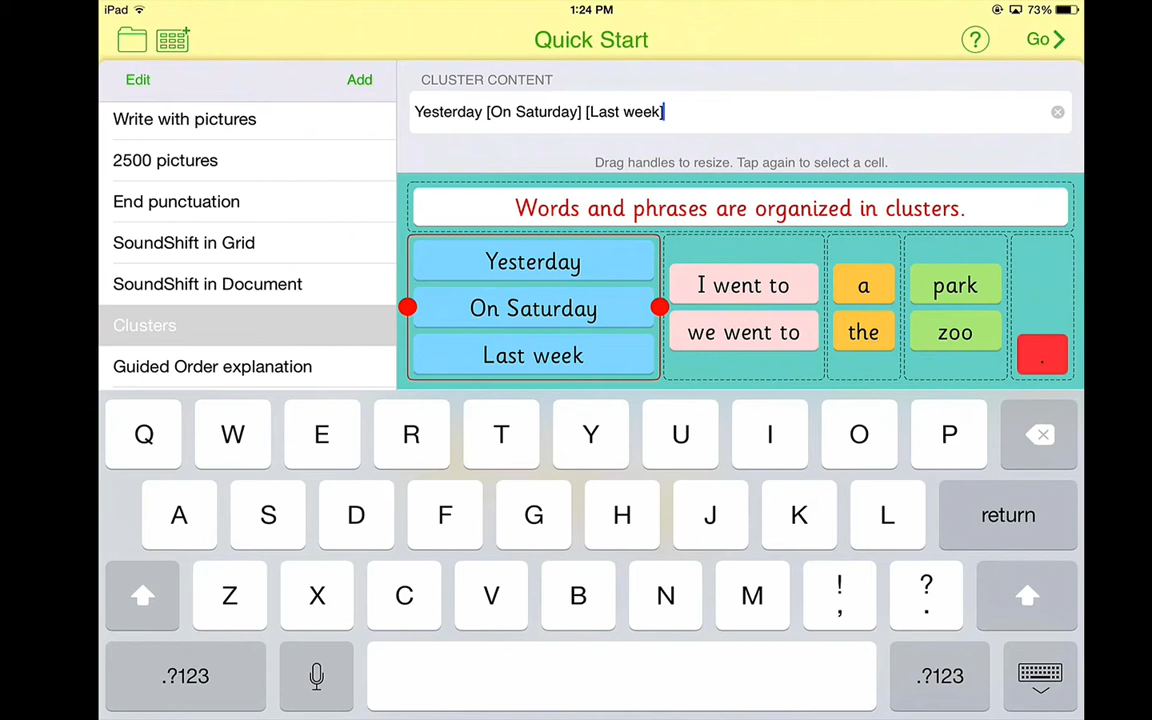 iPad 1:24 PM 73%
Quick Start
? Go
Edit Add
Write with pictures
2500 pictures
End punctuation
SoundShift in Grid
SoundShift in Document
Clusters
Guided Order explanation
CLUSTER CONTENT
Yesterday [On Saturday] [Last week]
Drag handles to resize. Tap again to select a cell.
Words and phrases are organized in clusters.
Yesterday
On Saturday
Last week
I went to
we went to
a
the
park
zoo
.
Q W E R T Y U I O P
A S D F G H J K L return
Z X C V B N M ! , ? .
.?123 .?123